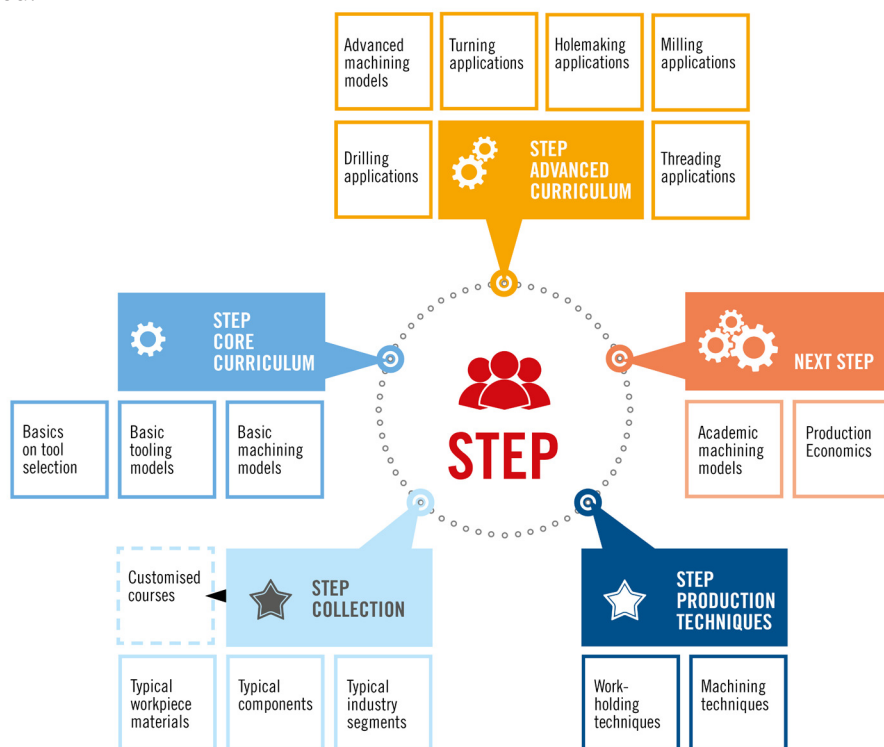 Advanced
machining
models
Turning
applications
Holemaking
applications
Milling
applications
Drilling
applications
STEP
ADVANCED
CURRICULUM
Threading
applications
STEP
CORE
CURRICULUM
NEXT STEP
Basics
on tool
selection
Basic
tooling
models
Basic
machining
models
STEP
Academic
machining
models
Production
Economics
Customised
courses
STEP
COLLECTION
STEP
PRODUCTION
TECHNIQUES
Typical
workpiece
materials
Typical
components
Typical
industry
segments
Work-
holding
techniques
Machining
techniques